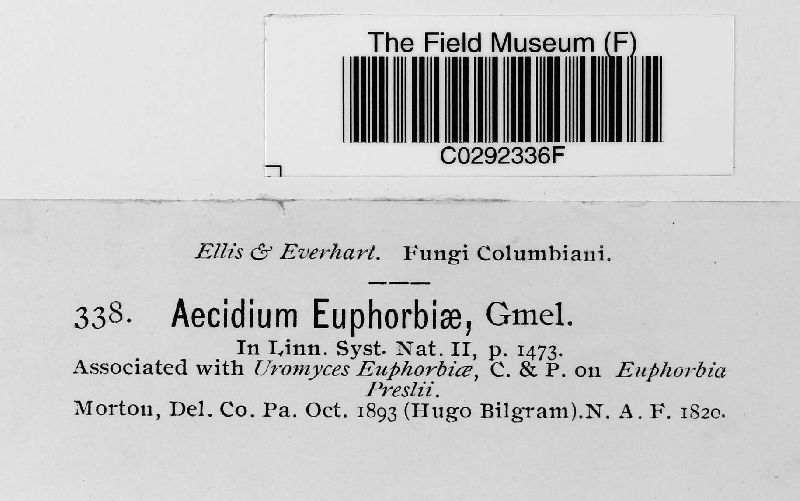 The Field Museum (F)
C0292336F
Ellis & Everhart. Fungi Columbiani.
338. Aecidium Euphorbiæ, Gmel.
In Linn. Syst. Nat. II, p. 1473.
Associated with Uromyces Euphorbiæ, C. & P. on Euphorbia
Preslii.
Morton, Del. Co. Pa. Oct. 1893 (Hugo Bilgram). N. A. F. 1820.